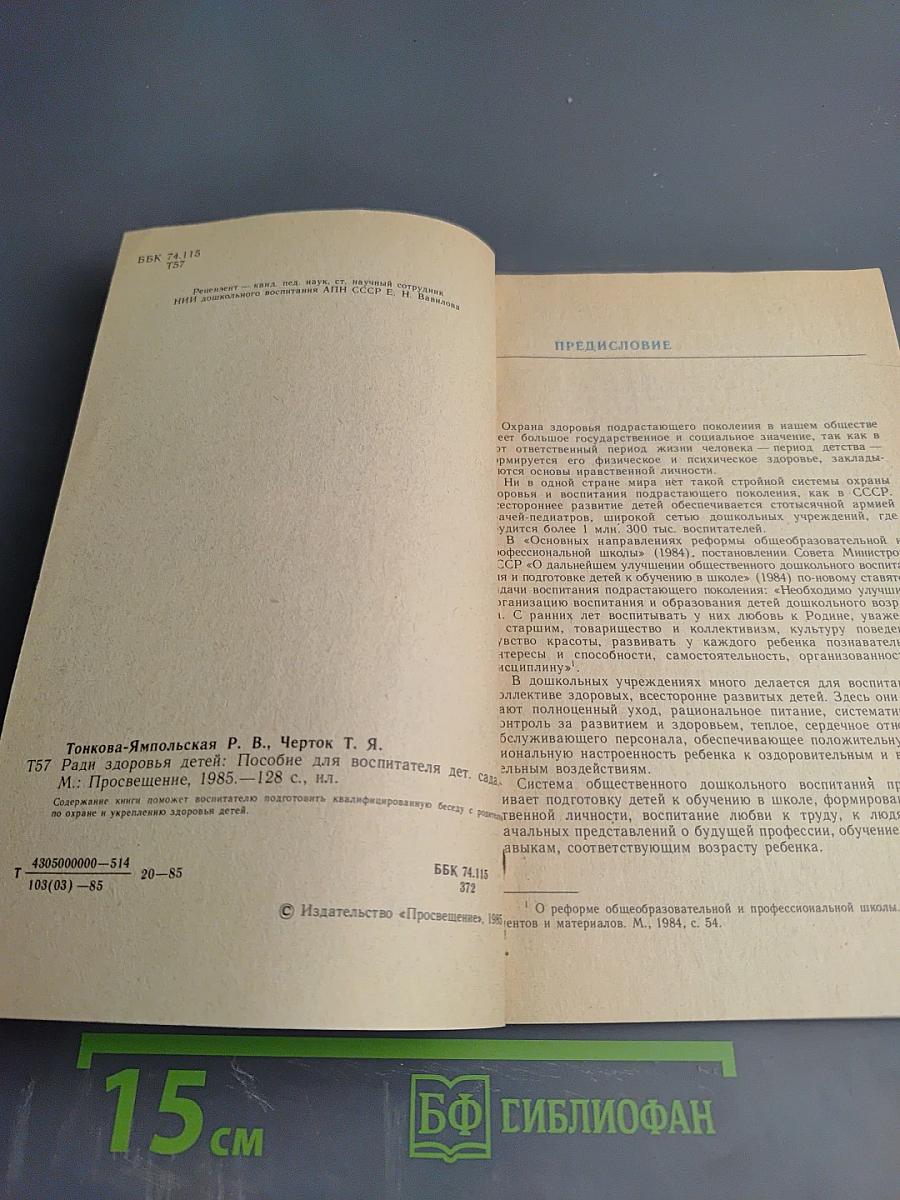 ББК 74.115
Т57
Рецензент — канд. пед. наук, ст. научный сотрудник
НИИ дошкольного воспитания АПН СССР Е. Н. Вавилова
Тонкова-Ямпольская Р. В., Черток Т. Я.
Т57 Ради здоровья детей: Пособие для воспитателя дет. сада.
М.: Просвещение, 1985.—128 с., ил.
Содержание книги поможет воспитателю подготовить квалифицированную беседу с
по охране и укреплению здоровья детей.
Т 4305000000—514 20—85
103(03) —85
ББК 74.115
372
© Издательство «Просвещение», 1985
ПРЕДИСЛОВИЕ
Охрана здоровья подрастающего поколения в нашем обществе
еет большое государственное и социальное значение, так как в
от ответственный период жизни человека — период детства —
рмируется его физическое и психическое здоровье, заклады-
ются основы нравственной личности.
Ни в одной стране мира нет такой стройной системы охраны
оровья и воспитания подрастающего поколения, как в СССР.
естороннее развитие детей обеспечивается стотысячной армией
ачей-педиатров, широкой сетью дошкольных учреждений, где
удится более 1 млн. 300 тыс. воспитателей.
В «Основных направлениях реформы общеобразовательной и
рофессиональной школы» (1984), постановлении Совета Министро
ССР «О дальнейшем улучшении общественного дошкольного воспита
ия и подготовке детей к обучению в школе» (1984) по-новому ставятс
дачи воспитания подрастающего поколения: «Необходимо улучши
рганизацию воспитания и образования детей дошкольного возр
. С ранних лет воспитывать у них любовь к Родине, уваже
старшим, товарищество и коллективизм, культуру поведе
увство красоты, развивать у каждого ребенка познаватель
нтересы и способности, самостоятельность, организованнос
исциплину»¹.
В дошкольных учреждениях много делается для воспита
оллективе здоровых, всесторонне развитых детей. Здесь они
ают полноценный уход, рациональное питание, системати
онтроль за развитием и здоровьем, теплое, сердечное отно
бслуживающего персонала, обеспечивающее положительну
иональную настроенность ребенка к оздоровительным и в
ельным воздействиям.
Система общественного дошкольного воспитания пр
ивает подготовку детей к обучению в школе, формирован
твенной личности, воспитание любви к труду, к людя
ачальных представлений о будущей профессии, обучение
авыкам, соответствующим возрасту ребенка.
¹ О реформе общеобразовательной и профессиональной школы.
ентов и материалов. М., 1984, с. 54.
15 см
БФ БИБЛИОФАН